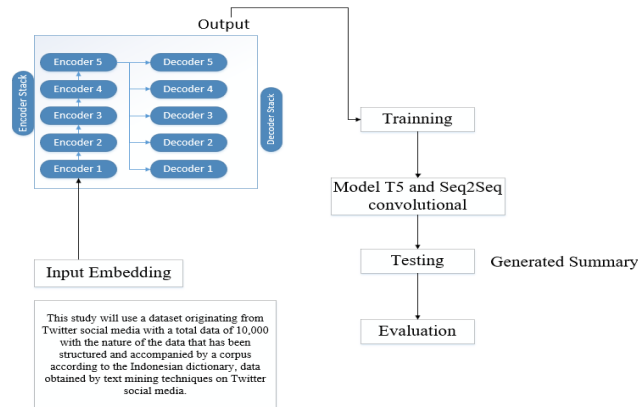 Output
Encoder Stack
Encoder 5
Decoder 5
Encoder 4
Decoder 4
Encoder 3
Decoder 3
Encoder 2
Decoder 2
Encoder 1
Decoder 1
Decoder Stack
Input Embedding
This study will use a dataset originating from
Twitter social media with a total data of 10,000
with the nature of the data that has been
structured and accompanied by a corpus
according to the Indonesian dictionary, data
obtained by text mining techniques on Twitter
social media.
Trainning
Model T5 and Seq2Seq
convolutional
Testing
Generated Summary
Evaluation